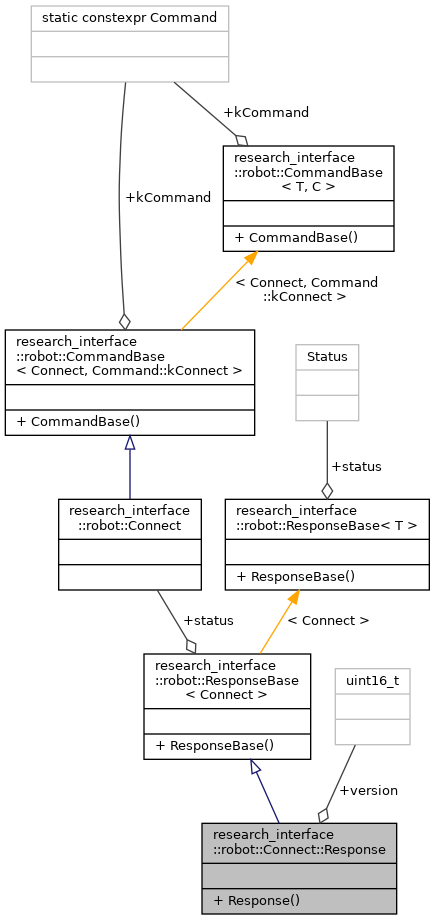 static constexpr Command
+kCommand
research_interface
::robot::CommandBase
< T, C >
+ CommandBase()
+kCommand
< Connect, Command
::kConnect >
research_interface
::robot::CommandBase
< Connect, Command::kConnect >
+ CommandBase()
Status
+status
research_interface
::robot::Connect
research_interface
::robot::ResponseBase< T >
+ ResponseBase()
+status
< Connect >
research_interface
::robot::ResponseBase
< Connect >
+ ResponseBase()
uint16_t
+version
research_interface
::robot::Connect::Response
+ Response()